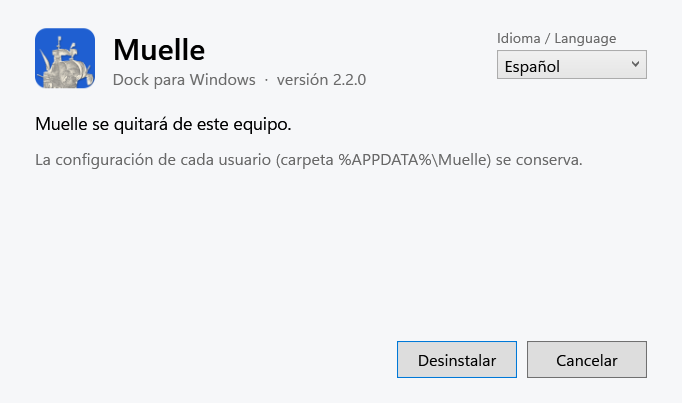 Muelle
Dock para Windows · versión 2.2.0
Idioma / Language
Español
Muelle se quitará de este equipo.
La configuración de cada usuario (carpeta %APPDATA%\Muelle) se conserva.
Desinstalar
Cancelar